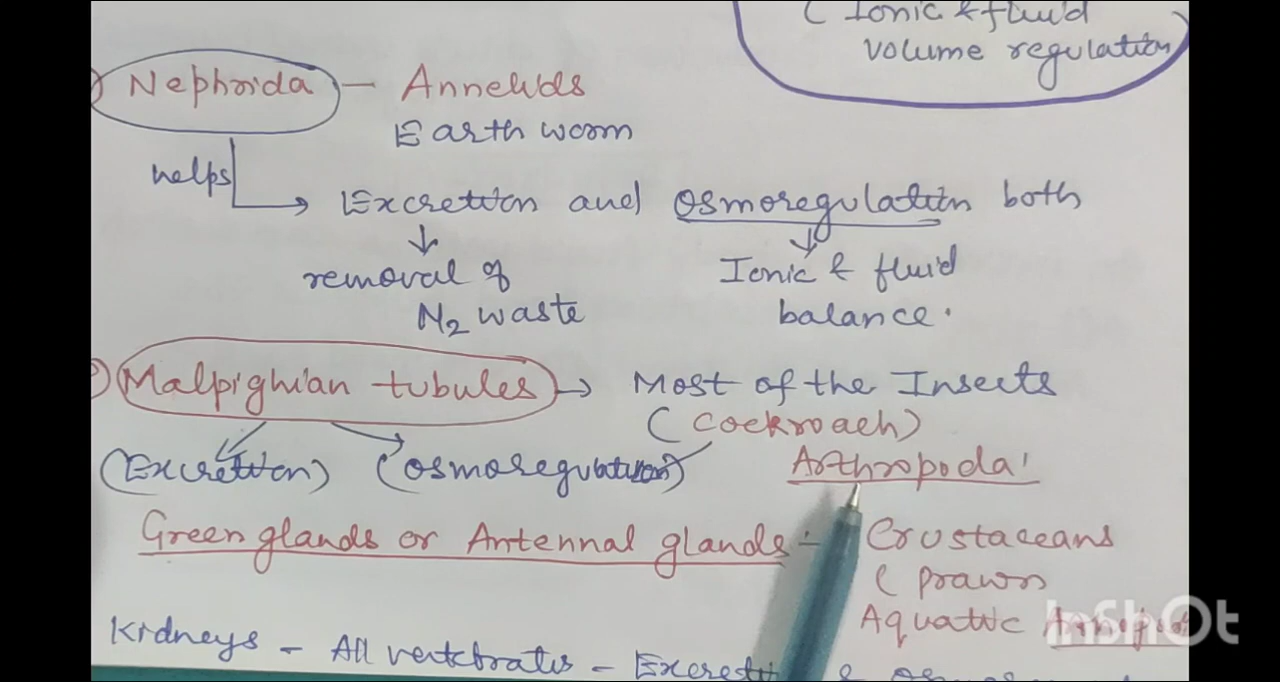 ( Ionic & fluid
volume regulation)
Nephrida - Annelids
Earth worm
helps
Excretion and Osmoregulation both
removal of
N2 waste
Ionic & fluid
balance.
Malpighian tubules → Most of the Insects
(Cockroach)
(Excretion) (Osmoregulation)
Arthropoda
Green glands or Antennal glands - Crustaceans
( prawn
Aquatic
InShOt
Kidneys - All vertebrates -